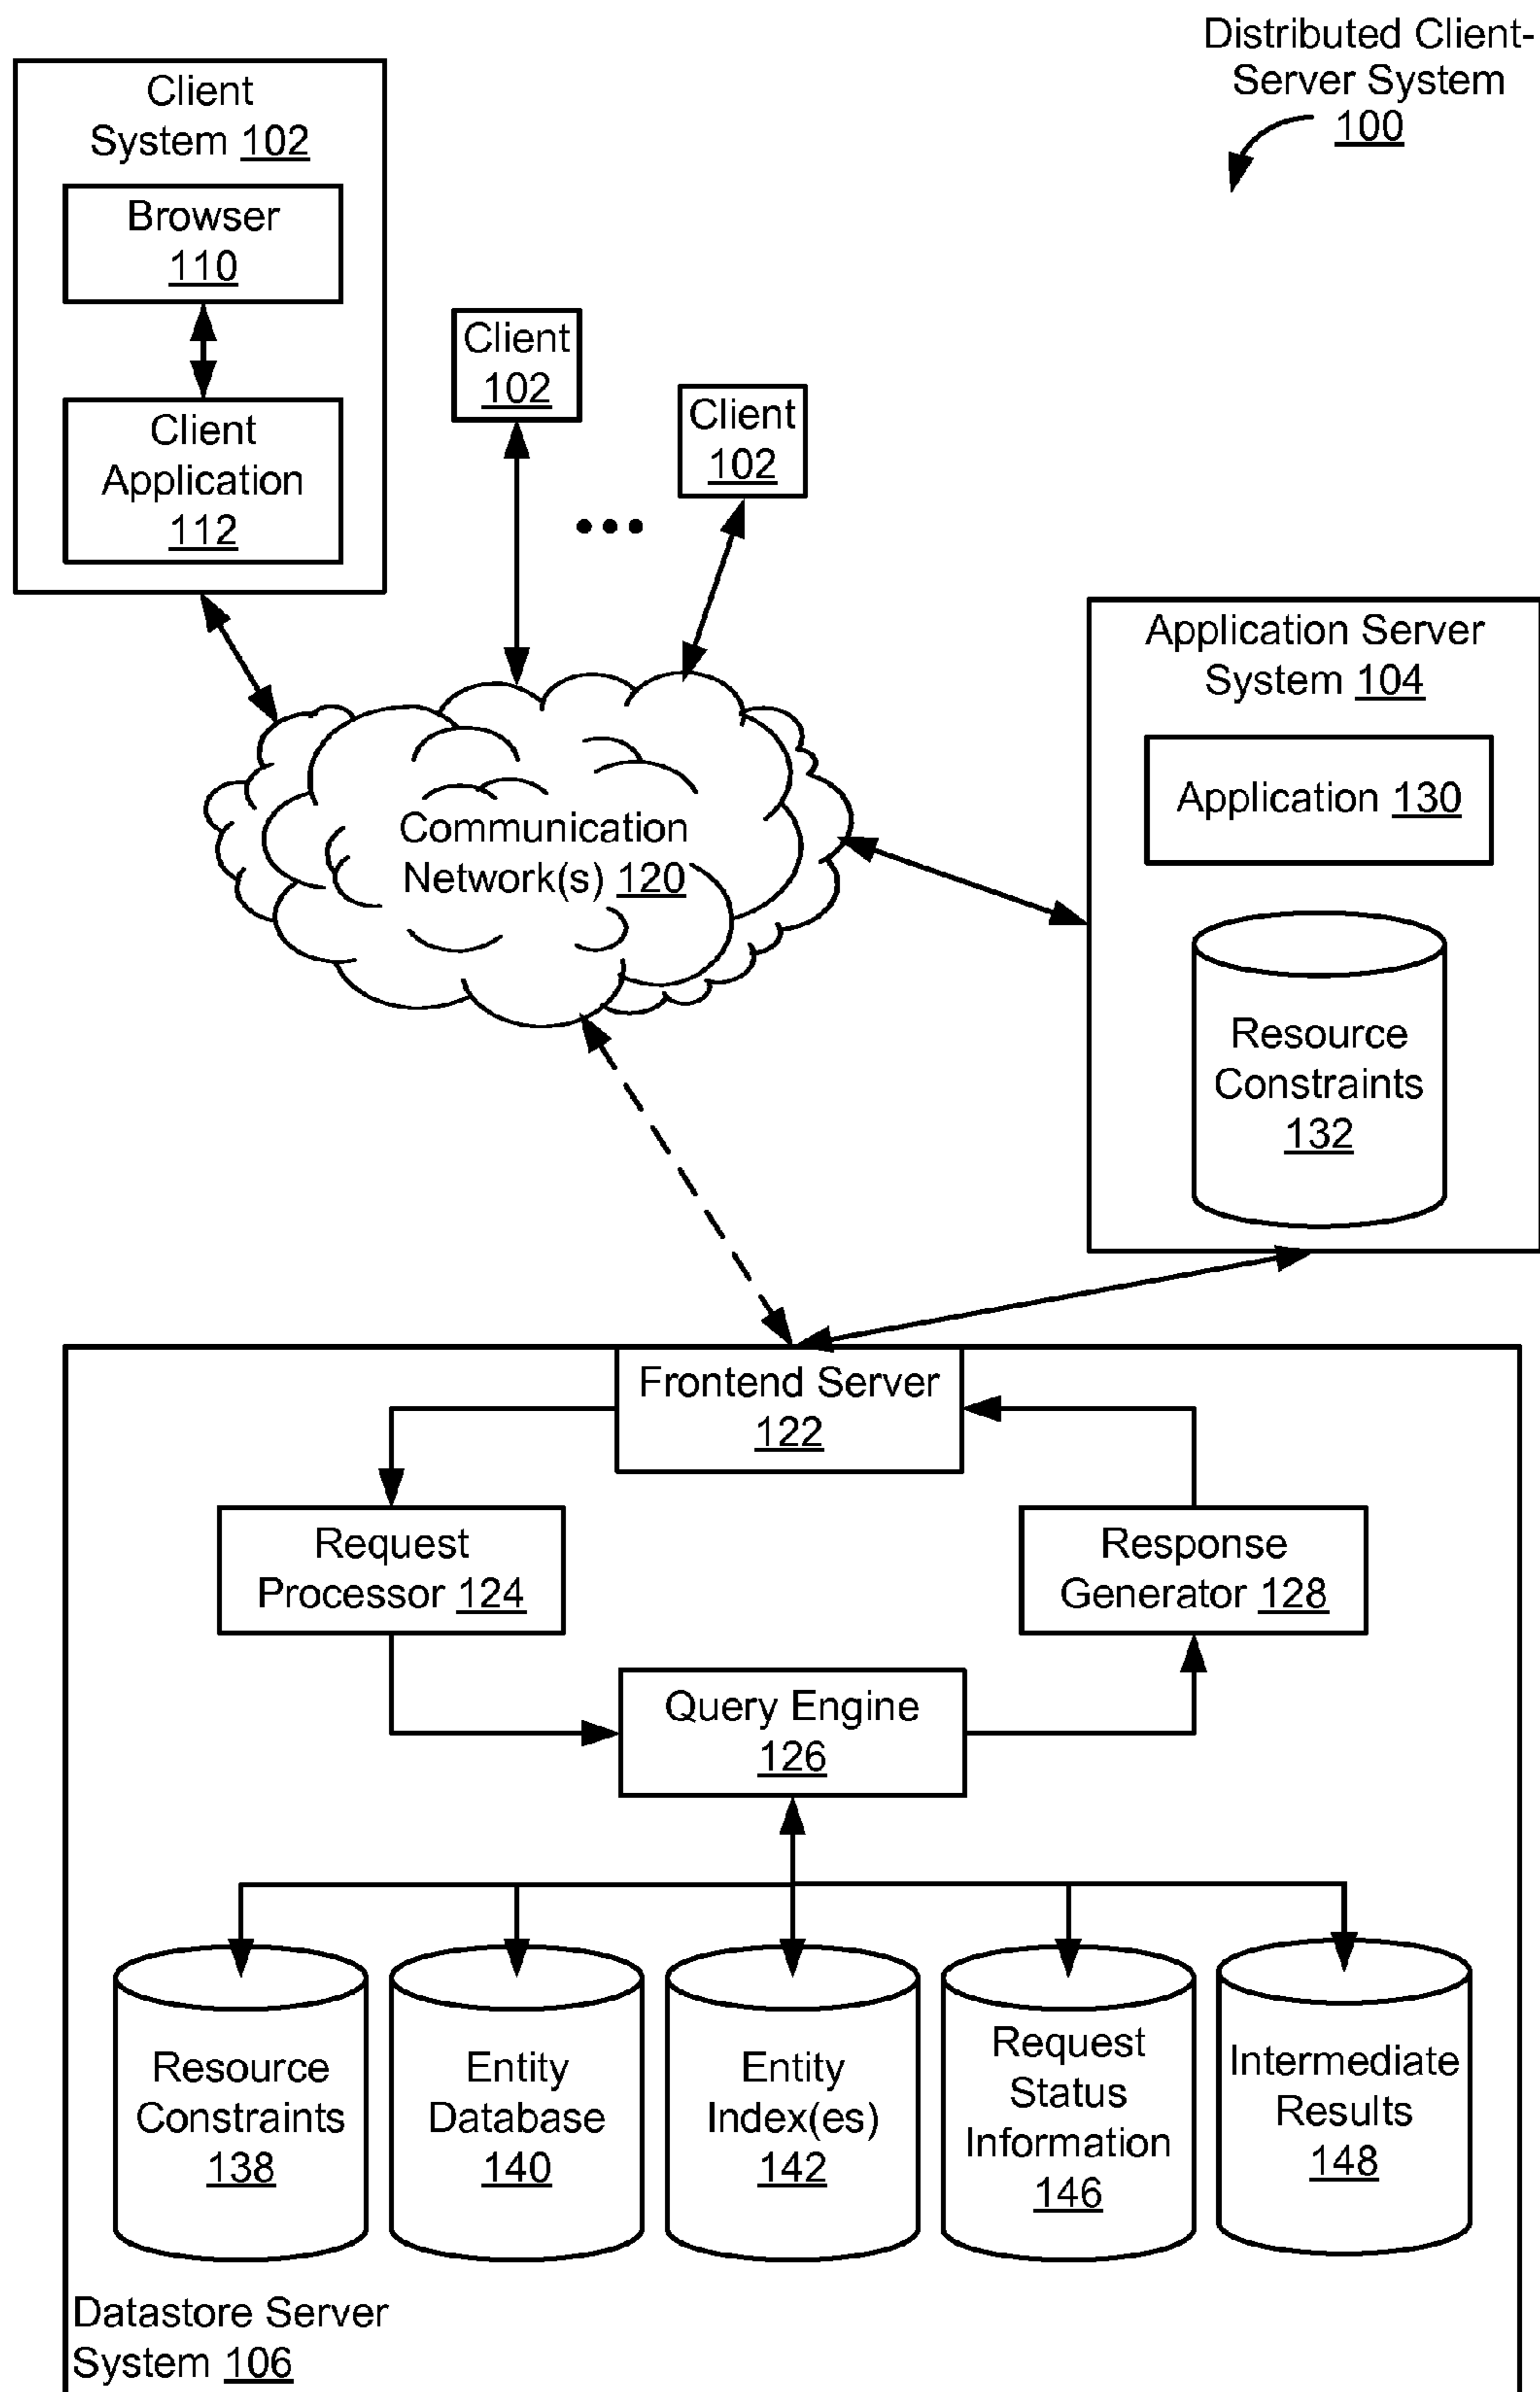 Distributed Client-
Server System
100
Client
System 102
Browser
110
Client
Application
112
Client
102
Client
102
Communication
Network(s) 120
Application Server
System 104
Application 130
Resource
Constraints
132
Frontend Server
122
Request
Processor 124
Response
Generator 128
Query Engine
126
Resource
Constraints
138
Entity
Database
140
Entity
Index(es)
142
Request
Status
Information
146
Intermediate
Results
148
Datastore Server
System 106